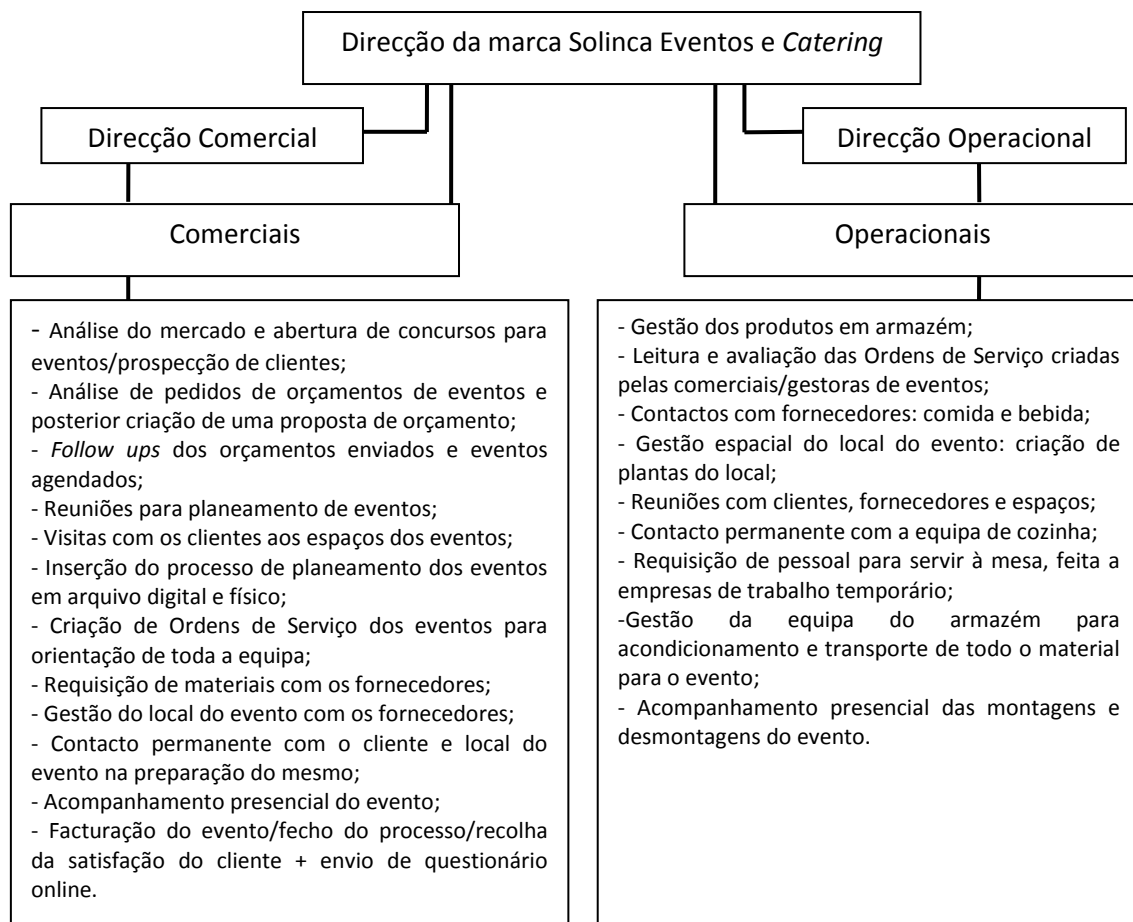 Direcção da marca Solinca Eventos e Catering
Direcção Comercial
Direcção Operacional
Comerciais
Operacionais
- Análise do mercado e abertura de concursos para
eventos/prospecção de clientes;
- Análise de pedidos de orçamentos de eventos e
posterior criação de uma proposta de orçamento;
- Follow ups dos orçamentos enviados e eventos
agendados;
- Reuniões para planeamento de eventos;
- Visitas com os clientes aos espaços dos eventos;
- Inserção do processo de planeamento dos eventos
em arquivo digital e físico;
- Criação de Ordens de Serviço dos eventos para
orientação de toda a equipa;
- Requisição de materiais com os fornecedores;
- Gestão do local do evento com os fornecedores;
- Contacto permanente com o cliente e local do
evento na preparação do mesmo;
- Acompanhamento presencial do evento;
- Facturação do evento/fecho do processo/recolha
da satisfação do cliente + envio de questionário
online.
- Gestão dos produtos em armazém;
- Leitura e avaliação das Ordens de Serviço criadas
pelas comerciais/gestoras de eventos;
- Contactos com fornecedores: comida e bebida;
- Gestão espacial do local do evento: criação de
plantas do local;
- Reuniões com clientes, fornecedores e espaços;
- Contacto permanente com a equipa de cozinha;
- Requisição de pessoal para servir à mesa, feita a
empresas de trabalho temporário;
-Gestão da equipa do armazém para
acondicionamento e transporte de todo o material
para o evento;
- Acompanhamento presencial das montagens e
desmontagens do evento.